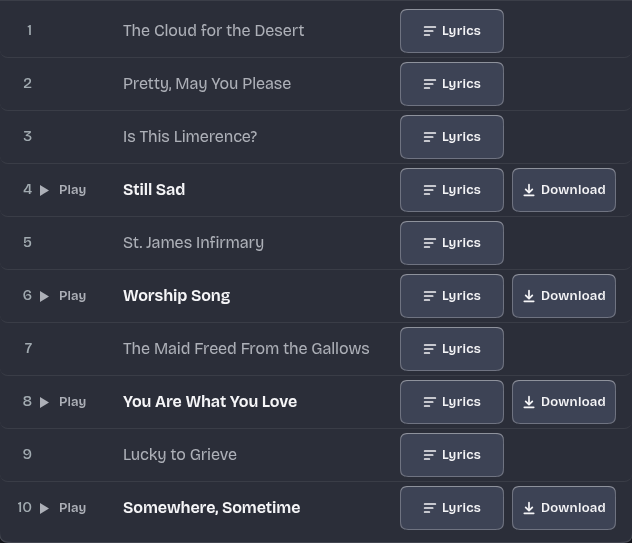 1 The Cloud for the Desert Lyrics
2 Pretty, May You Please Lyrics
3 Is This Limerence? Lyrics
4 Play Still Sad Lyrics Download
5 St. James Infirmary Lyrics
6 Play Worship Song Lyrics Download
7 The Maid Freed From the Gallows Lyrics
8 Play You Are What You Love Lyrics Download
9 Lucky to Grieve Lyrics
10 Play Somewhere, Sometime Lyrics Download